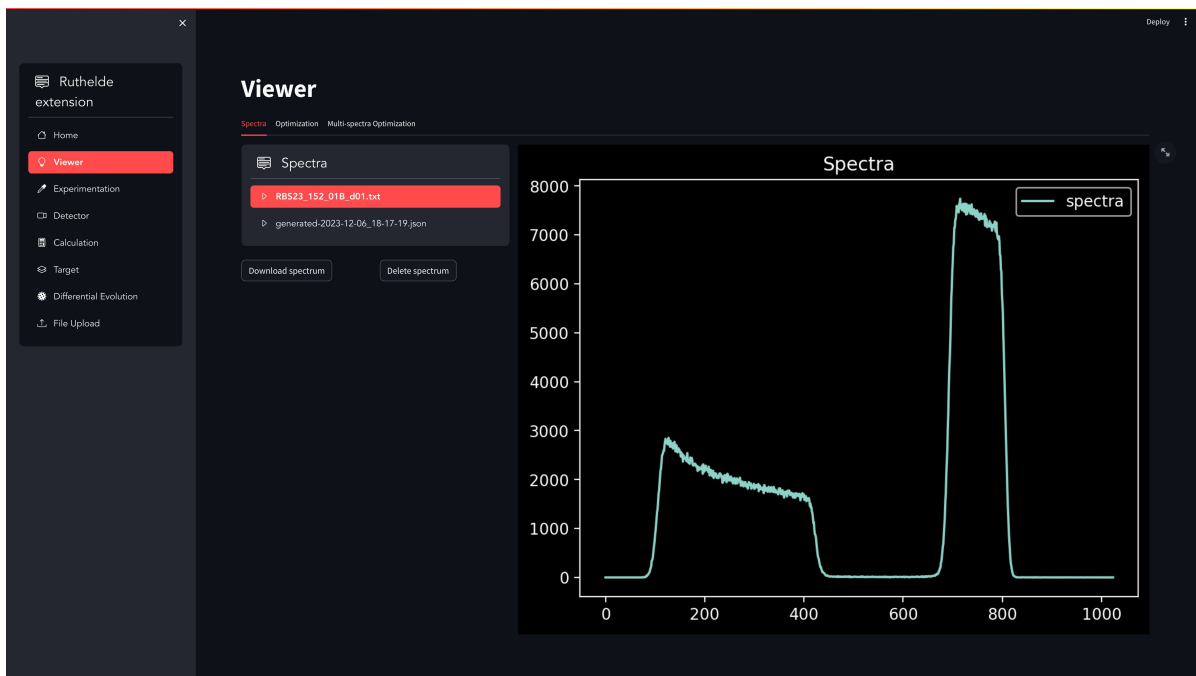 Deploy
Ruthelde
extension
Home
Viewer
Experimentation
Detector
Calculation
Target
Differential Evolution
File Upload
Viewer
Spectra Optimization Multi-spectra Optimization
Spectra
RBS23_152_01B_d01.txt
generated-2023-12-06_18-17-19.json
Download spectrum Delete spectrum
Spectra
spectra
8000
7000
6000
5000
4000
3000
2000
1000
0
0 200 400 600 800 1000